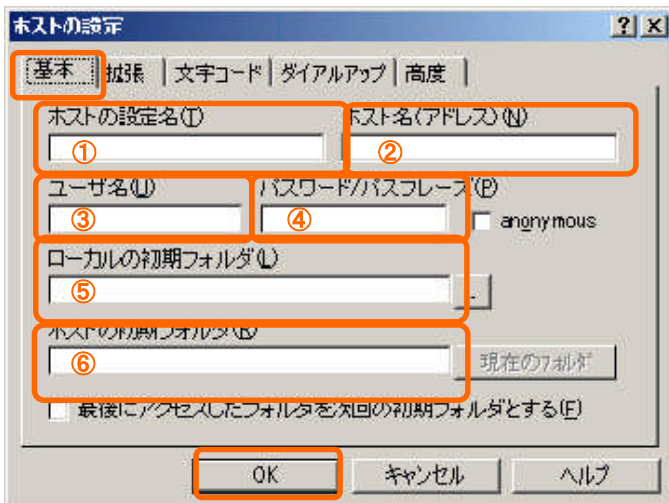 ホストの設定
基本 拡張 文字コード ダイアルアップ 高度
ホストの設定名(T) ホスト名(アドレス)(N)
① ②
ユーザ名(U) パスワード/パスフレーズ(P)
③ ④ anonymous
ローカルの初期フォルダ(L)
⑤ ...
ホストの初期フォルダ(R)
⑥ 現在のフォルダ
最後にアクセスしたフォルダを次回の初期フォルダとする(F)
OK キャンセル ヘルプ